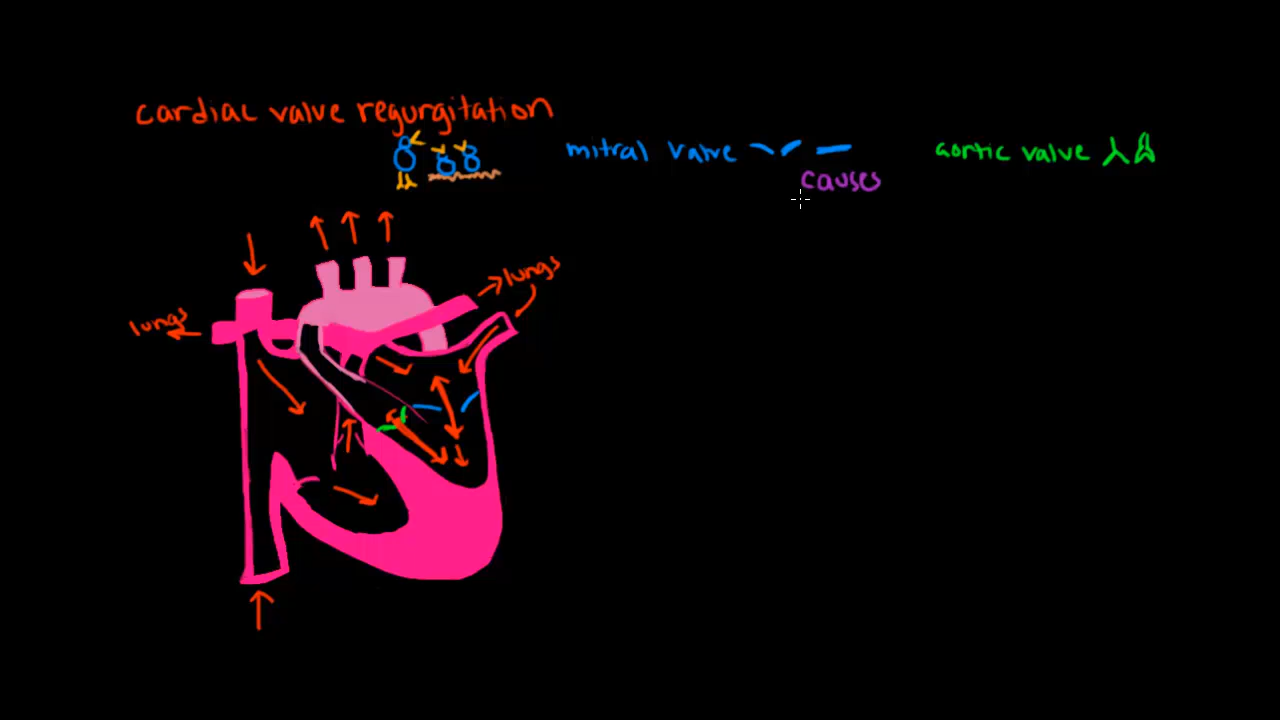 cardiac valve regurgitation
mitral valve
aortic valve
causes
lungs
lungs